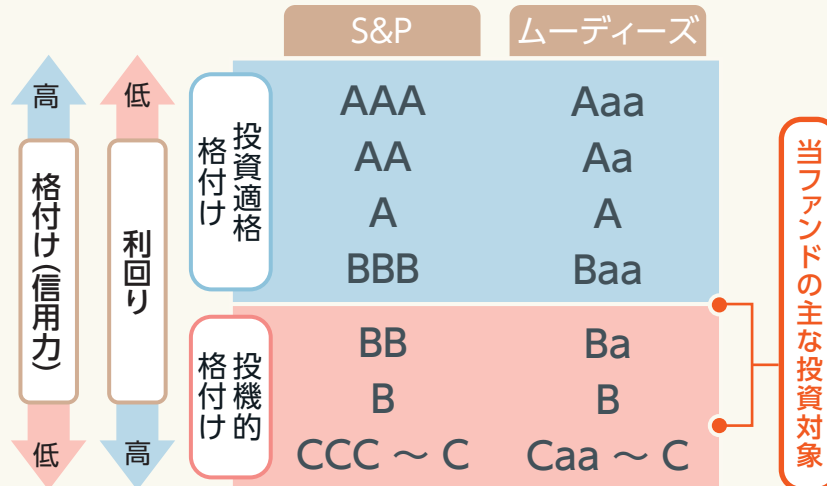 S&P ムーディーズ
高 低
格付け(信用力)
利回り
低 高
投資適格
格付け
AAA Aaa
AA Aa
A A
BBB Baa
投機的
格付け
BB Ba
B B
CCC ～ C Caa ～ C
当ファンドの主な投資対象